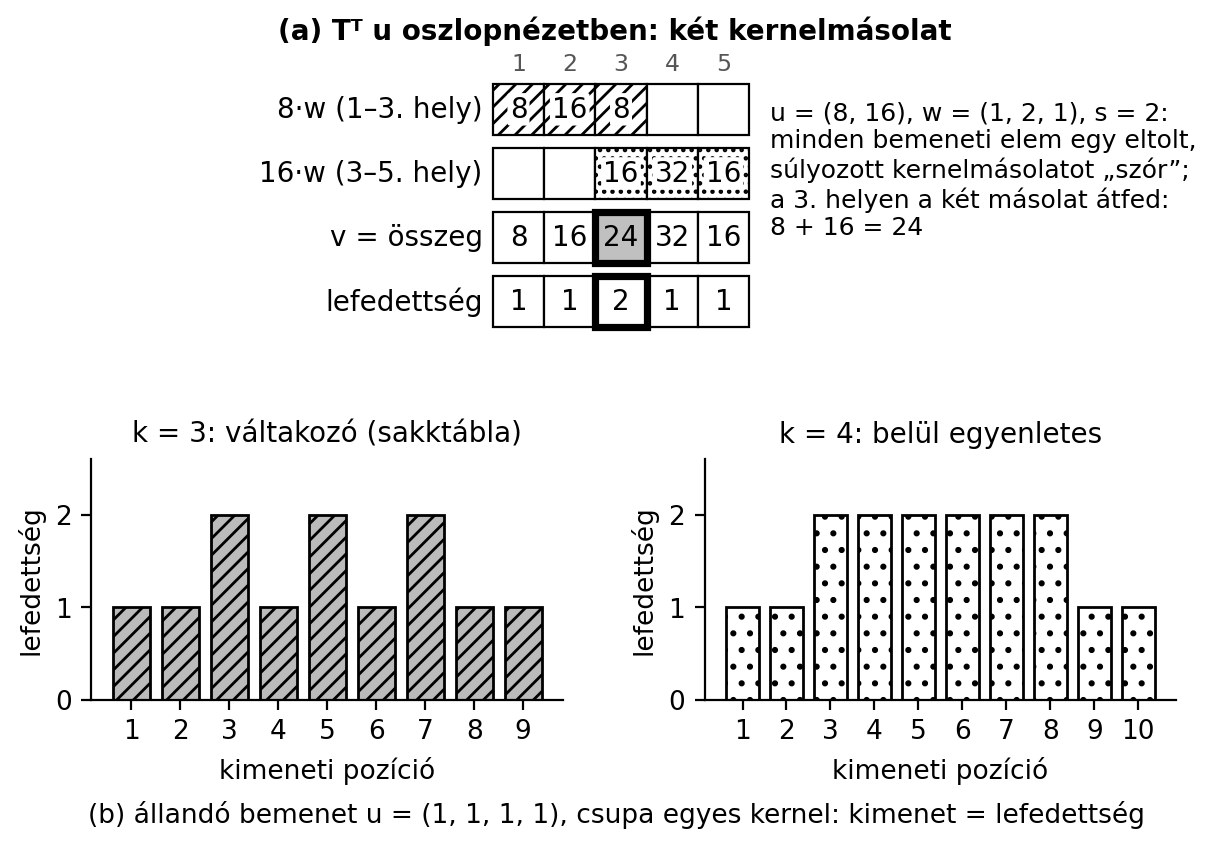 (a) Tᵀ u oszlopnézetben: két kernelmásolat
1 2 3 4 5
8·w (1–3. hely) 8 16 8
16·w (3–5. hely) 16 32 16
v = összeg 8 16 24 32 16
lefedettség 1 1 2 1 1
u = (8, 16), w = (1, 2, 1), s = 2:
minden bemeneti elem egy eltolt,
súlyozott kernelmásolatot „szór”;
a 3. helyen a két másolat átfed:
8 + 16 = 24
k = 3: váltakozó (sakktábla)
lefedettség
2
1
0
1 2 3 4 5 6 7 8 9
kimeneti pozíció
k = 4: belül egyenletes
lefedettség
2
1
0
1 2 3 4 5 6 7 8 9 10
kimeneti pozíció
(b) állandó bemenet u = (1, 1, 1, 1), csupa egyes kernel: kimenet = lefedettség